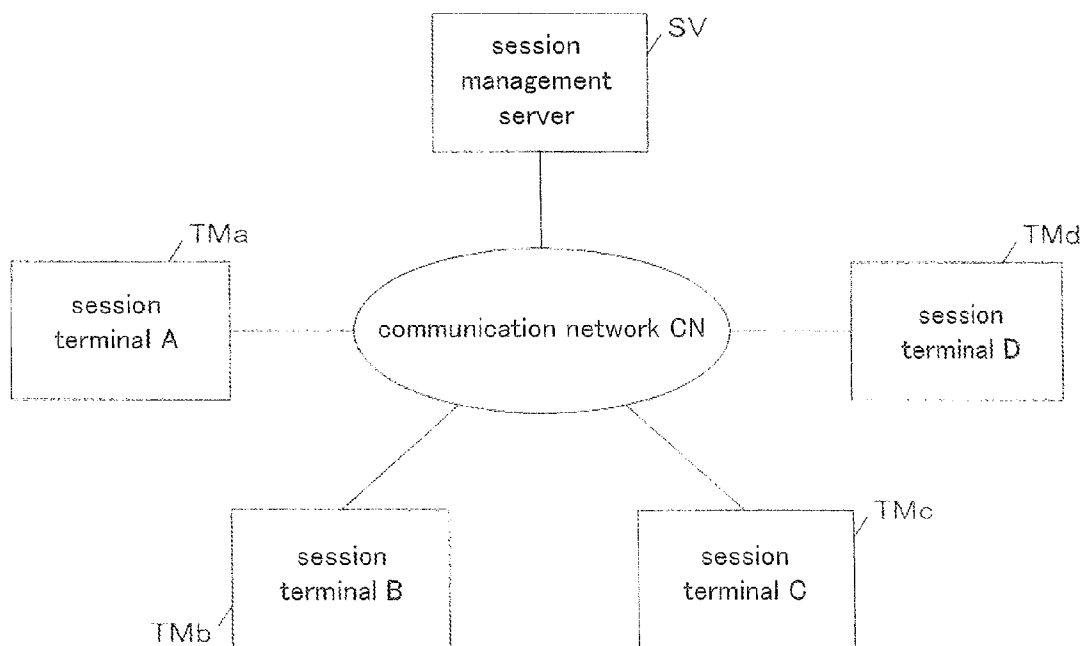 SV
session
management
server
TMa
session
terminal A
communication network CN
TMd
session
terminal D
session
terminal B
TMb
session
terminal C
TMc